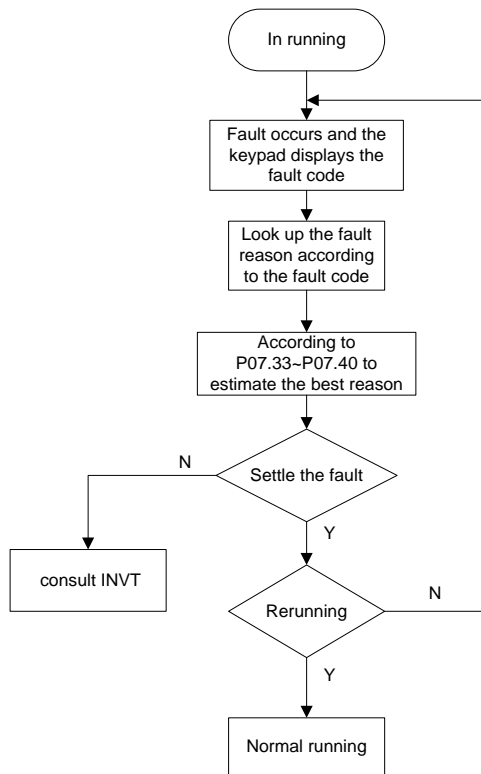 In running
Fault occurs and the
keypad displays the
fault code
Look up the fault
reason according
to the fault code
According to
P07.33~P07.40 to
estimate the best reason
N
Settle the fault
Y
consult INVT
Rerunning
N
Y
Normal running